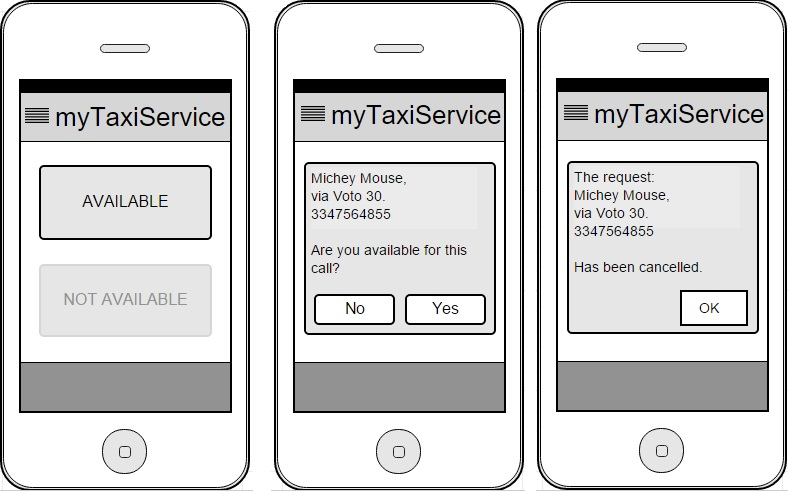 myTaxiService
AVAILABLE
NOT AVAILABLE
myTaxiService
Michey Mouse,
via Voto 30.
3347564855
Are you available for this
call?
No
Yes
myTaxiService
The request:
Michey Mouse,
via Voto 30.
3347564855
Has been cancelled.
OK